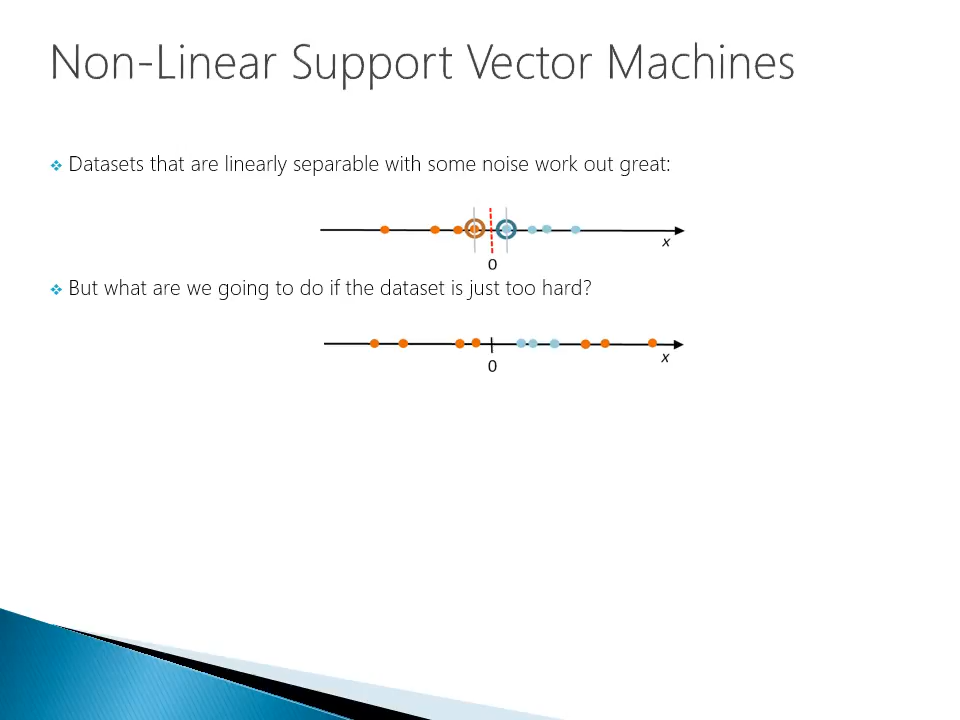 Non-Linear Support Vector Machines
Datasets that are linearly separable with some noise work out great:
x
0
But what are we going to do if the dataset is just too hard?
x
0